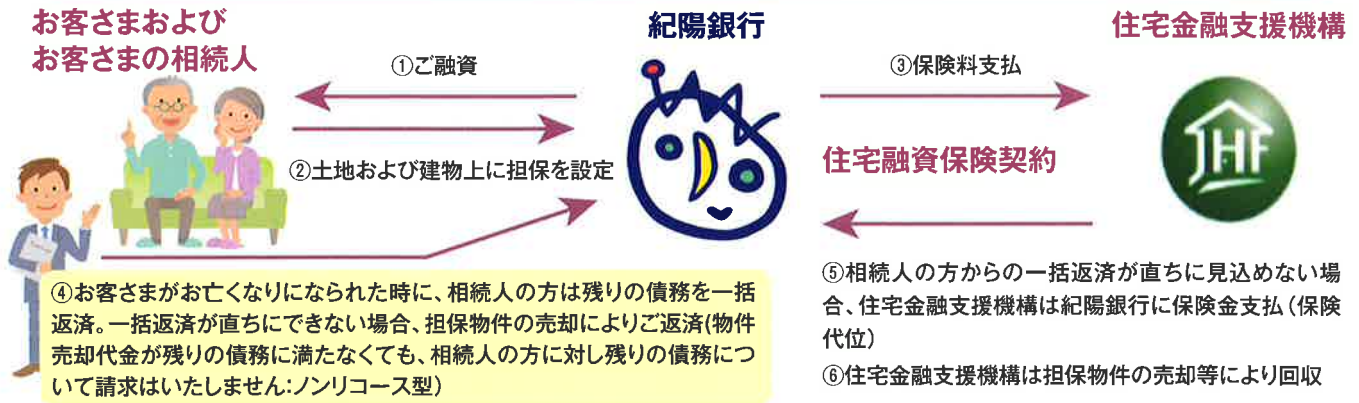 お客さまおよび
お客さまの相続人
①ご融資
②土地および建物上に担保を設定
紀陽銀行
③保険料支払
住宅融資保険契約
住宅金融支援機構
JHF
④お客さまがお亡くなりになられた時に、相続人の方は残りの債務を一括
返済。一括返済が直ちにできない場合、担保物件の売却によりご返済(物件
売却代金が残りの債務に満たなくても、相続人の方に対し残りの債務につ
いて請求はいたしません:ノンリコース型)
⑤相続人の方からの一括返済が直ちに見込めない場
合、住宅金融支援機構は紀陽銀行に保険金支払(保険
代位)
⑥住宅金融支援機構は担保物件の売却等により回収